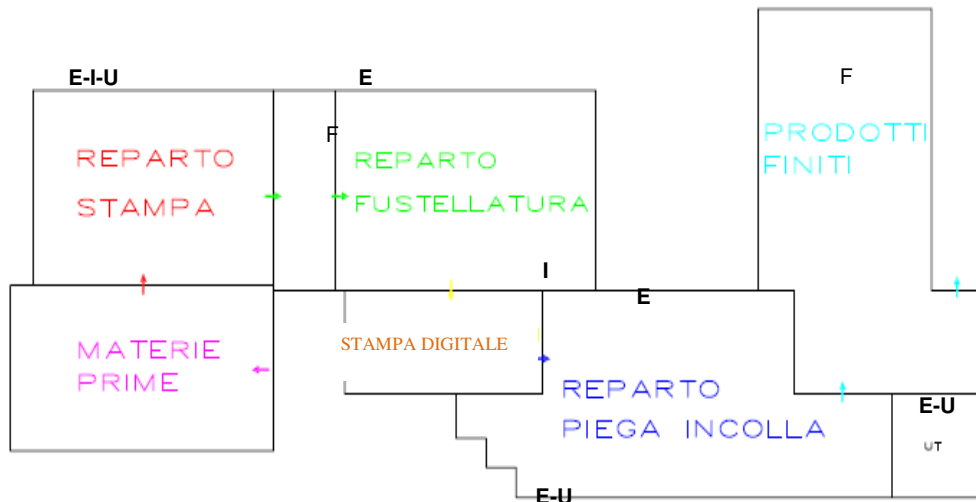 E-I-U
E
F
F
REPARTO
STAMPA
REPARTO
FUSTELLATURA
PRODOTTI
FINITI
I
E
MATERIE
PRIME
STAMPA DIGITALE
REPARTO
PIEGA INCOLLA
E-U
UT
E-U